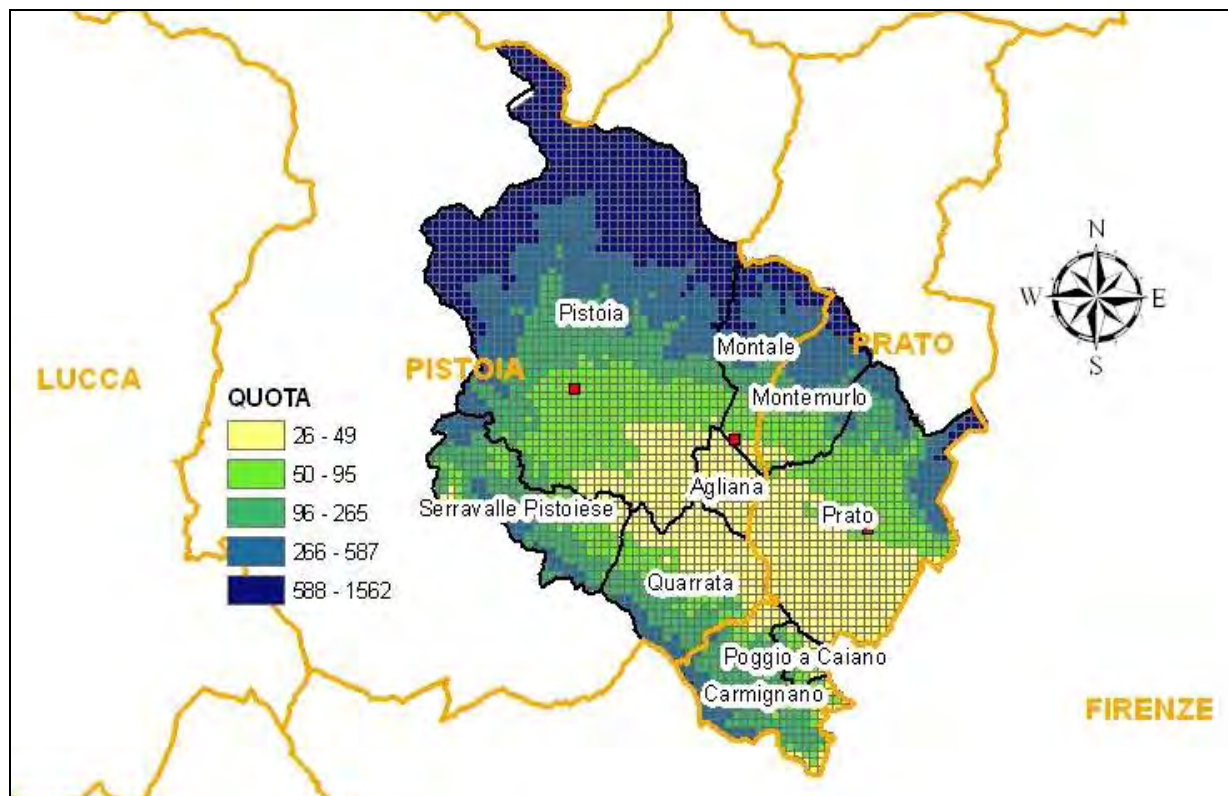 N
W
E
S
Pistoia
Montale
PRATO
LUCCA
PISTOIA
QUOTA
Montemurlo
26 - 49
50 - 95
Agliana
96 - 265
Serravalle Pistoiese
Prato
266 - 587
588 - 1562
Quarrata
Poggio a Caiano
Carmignano
FIRENZE